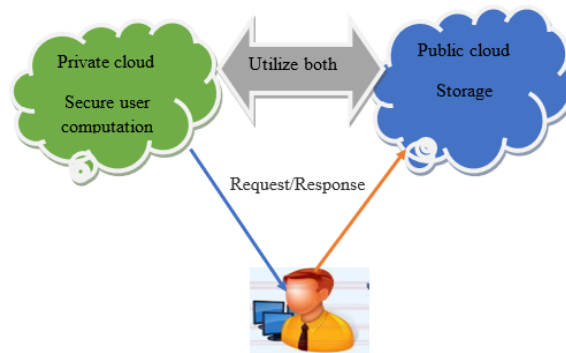 Private cloud
Secure user
computation
Utilize both
Public cloud
Storage
Request/Response